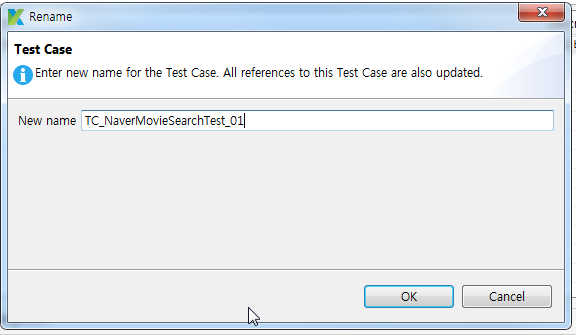 Rename
Test Case
Enter new name for the Test Case. All references to this Test Case are also updated.
New name TC_NaverMovieSearchTest_01
OK Cancel